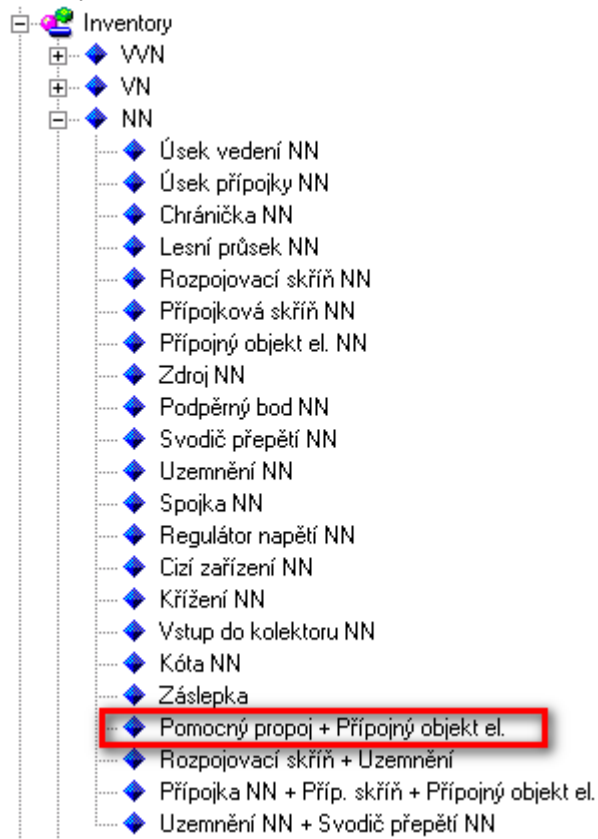 Inventory
VVN
VN
NN
Úsek vedení NN
Úsek přípojky NN
Chránička NN
Lesní průsek NN
Rozpojovací skříň NN
Přípojková skříň NN
Přípojný objekt el. NN
Zdroj NN
Podpěrný bod NN
Svodič přepětí NN
Uzemnění NN
Spojka NN
Regulátor napětí NN
Cizí zařízení NN
Křížení NN
Vstup do kolektoru NN
Kóta NN
Záslepka
Pomocný propoj + Přípojný objekt el.
Rozpojovací skříň + Uzemnění
Přípojka NN + Příp. skříň + Přípojný objekt el.
Uzemnění NN + Svodič přepětí NN